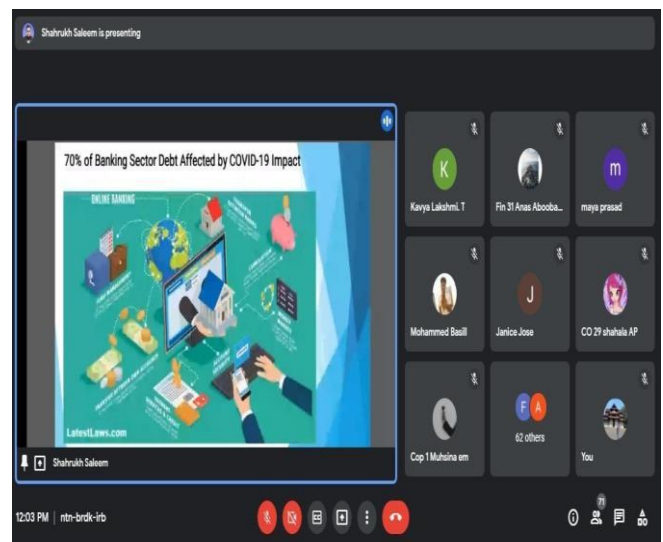 Shahrukh Saleem is presenting
70% of Banking Sector Debt Affected by COVID-19 Impact
ONLINE BANKING
LatestLaws.com
Shahrukh Saleem
K
Kavya Lakshmi. T
Fin 31 Anas Abooba...
m
maya prasad
Mohammed Basill
J
Janice Jose
CO 29 shahala AP
Cop 1 Muhsina em
F A
62 others
You
12:03 PM | ntn-brdk-irb
71